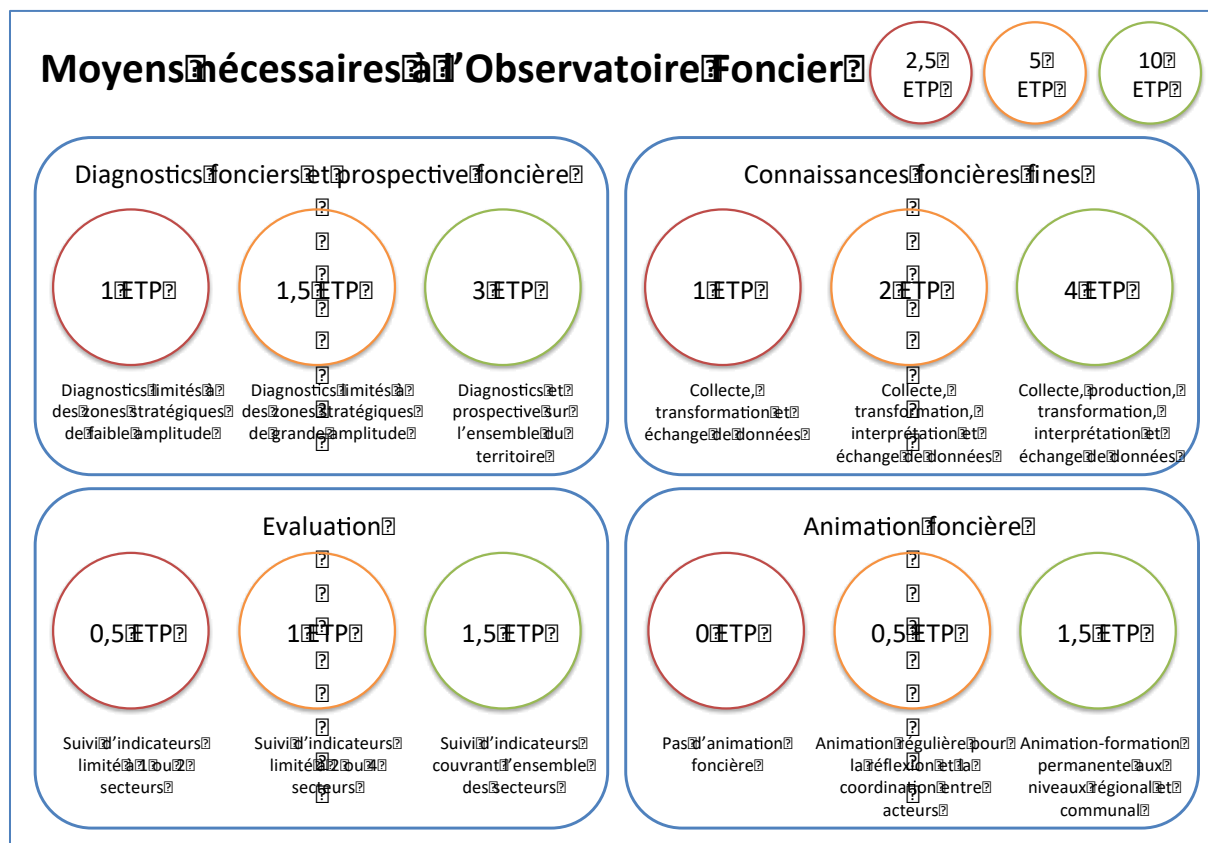 Moyens nécessaires à l’Observatoire Foncier
2,5
ETP
5
ETP
10
ETP
Diagnostics fonciers et prospective foncière
1 ETP
1,5 ETP
3 ETP
Diagnostics limités à
des zones stratégiques
de faible amplitude
Diagnostics limités à
des zones stratégiques
de grande amplitude
Diagnostics et
prospective sur
l’ensemble du
territoire
Connaissances foncières fines
1 ETP
2 ETP
4 ETP
Collecte,
transformation et
échange de données
Collecte,
transformation,
interprétation et
échange de données
Collecte, production,
transformation,
interprétation et
échange de données
Evaluation
0,5 ETP
1 ETP
1,5 ETP
Suivi d’indicateurs
limité à 1 ou 2
secteurs
Suivi d’indicateurs
limité à 2 ou 4
secteurs
Suivi d’indicateurs
couvrant l’ensemble
des secteurs
Animation foncière
0 ETP
0,5 ETP
1,5 ETP
Pas d’animation
foncière
Animation régulière pour
la réflexion et la
coordination entre
acteurs
Animation-formation
permanente aux
niveaux régional et
communal